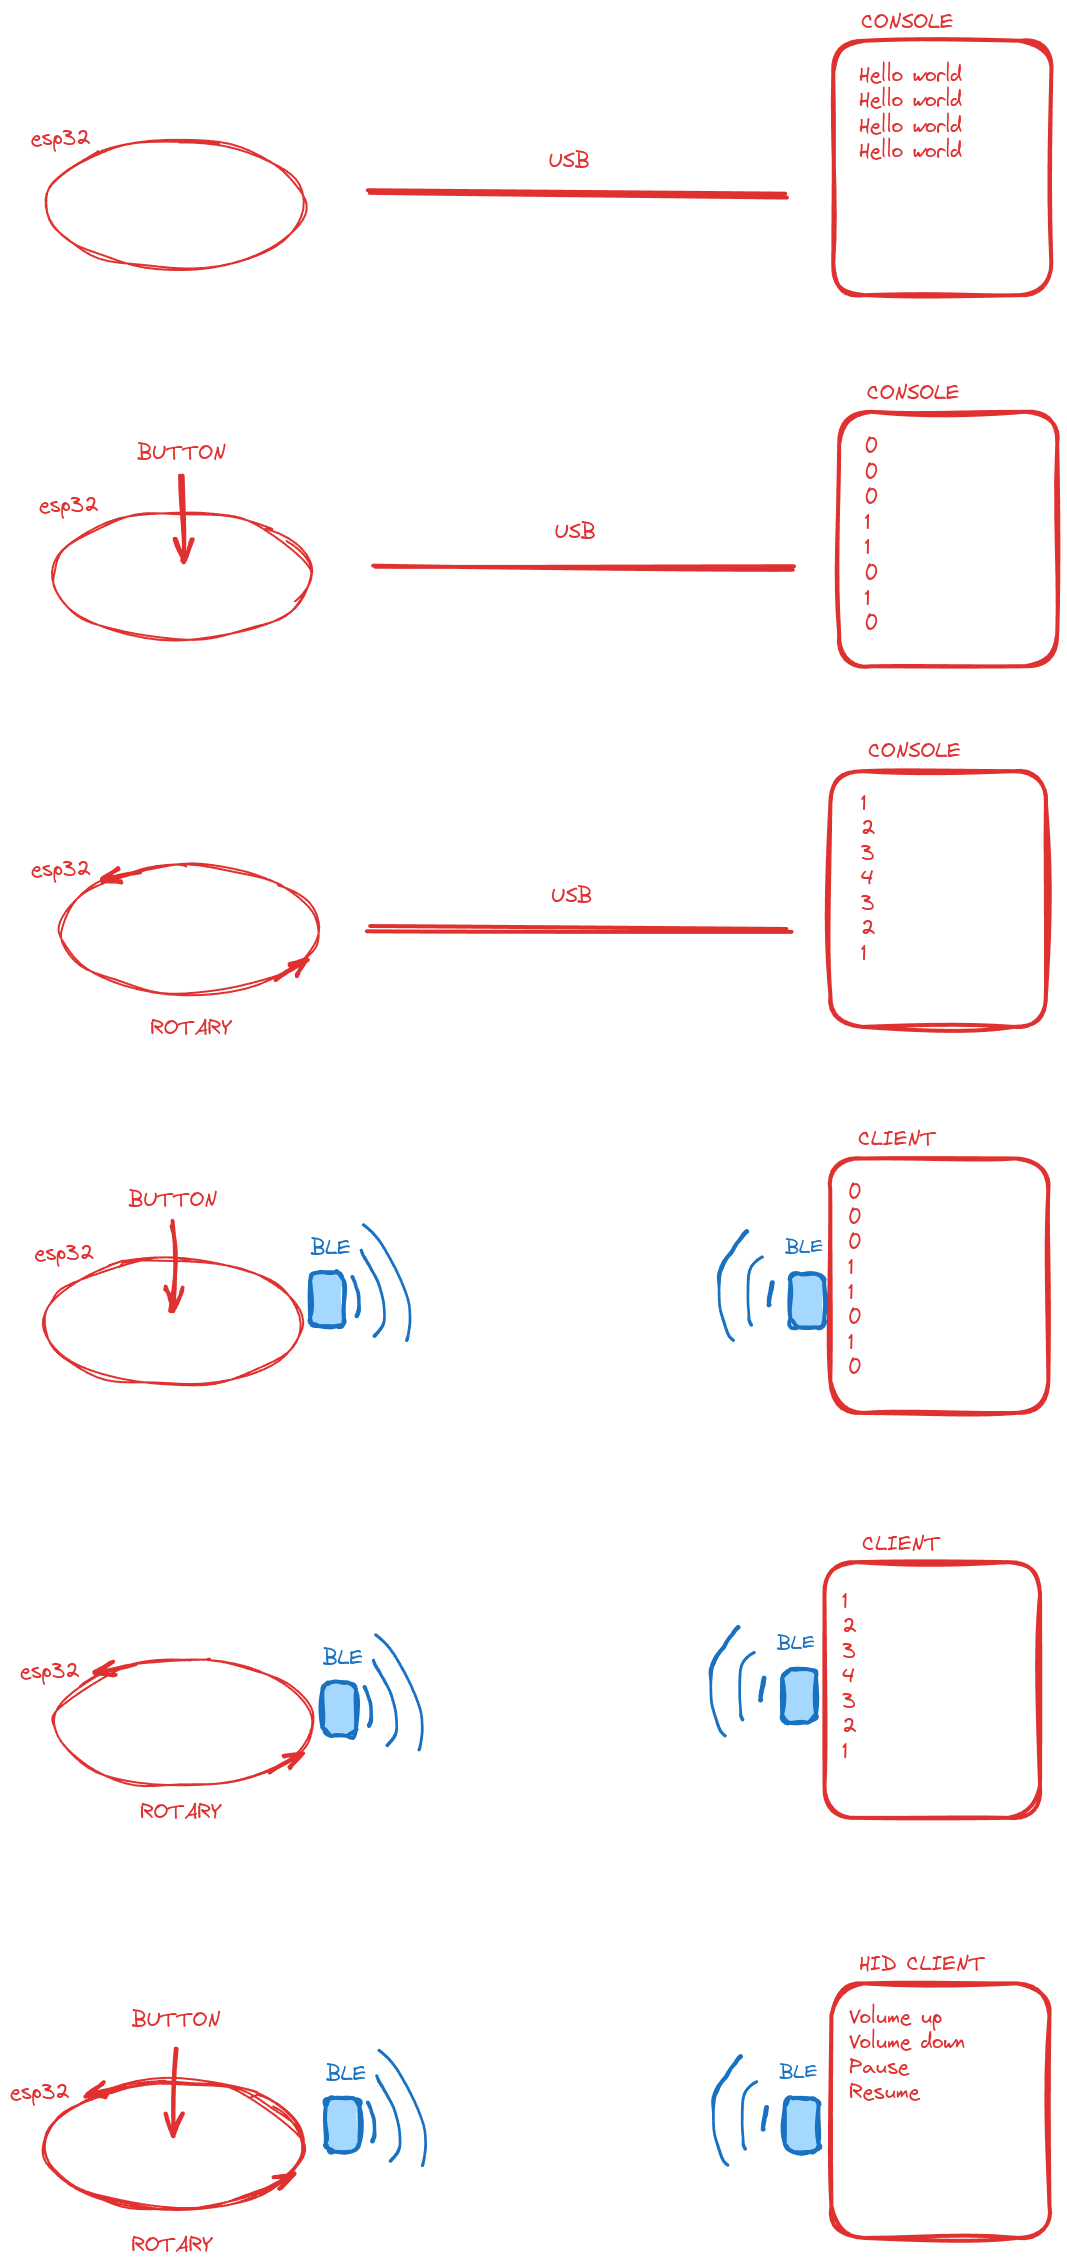 CONSOLE
Hello world
Hello world
Hello world
Hello world
esp32
USB
CONSOLE
0
0
0
1
1
0
1
0
BUTTON
esp32
USB
CONSOLE
1
2
3
4
3
2
1
esp32
USB
ROTARY
CLIENT
0
0
0
1
1
0
1
0
BUTTON
esp32
BLE
BLE
CLIENT
1
2
3
4
3
2
1
esp32
BLE
BLE
ROTARY
HID CLIENT
Volume up
Volume down
Pause
Resume
BUTTON
esp32
BLE
BLE
ROTARY